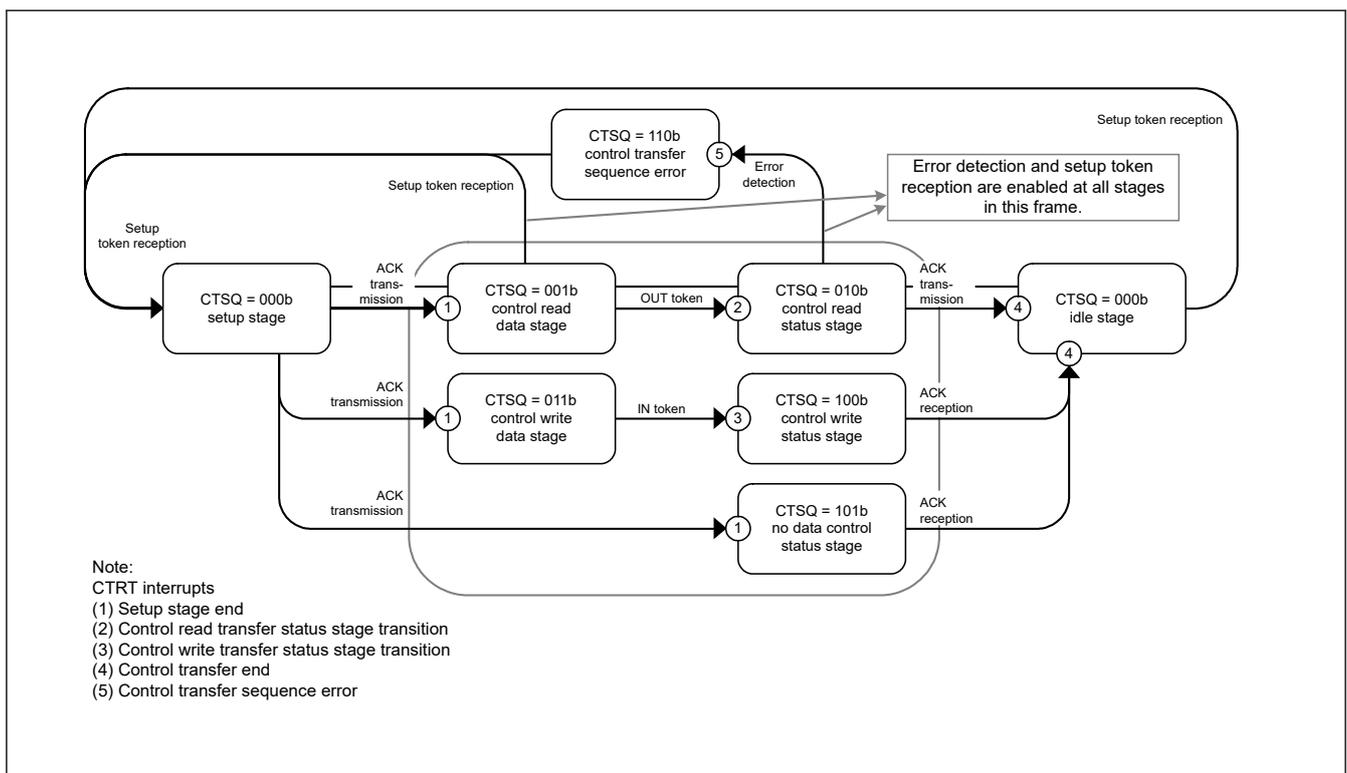 Setup token reception
CTSQ = 110b
control transfer
sequence error
5
Error
detection
Error detection and setup token
reception are enabled at all stages
in this frame.
Setup token reception
Setup
token reception
CTSQ = 000b
setup stage
ACK
trans-
mission
1
CTSQ = 001b
control read
data stage
OUT token
2
CTSQ = 010b
control read
status stage
ACK
trans-
mission
4
CTSQ = 000b
idle stage
4
ACK
transmission
1
CTSQ = 011b
control write
data stage
IN token
3
CTSQ = 100b
control write
status stage
ACK
reception
ACK
transmission
1
CTSQ = 101b
no data control
status stage
ACK
reception
Note:
CTRT interrupts
(1) Setup stage end
(2) Control read transfer status stage transition
(3) Control write transfer status stage transition
(4) Control transfer end
(5) Control transfer sequence error